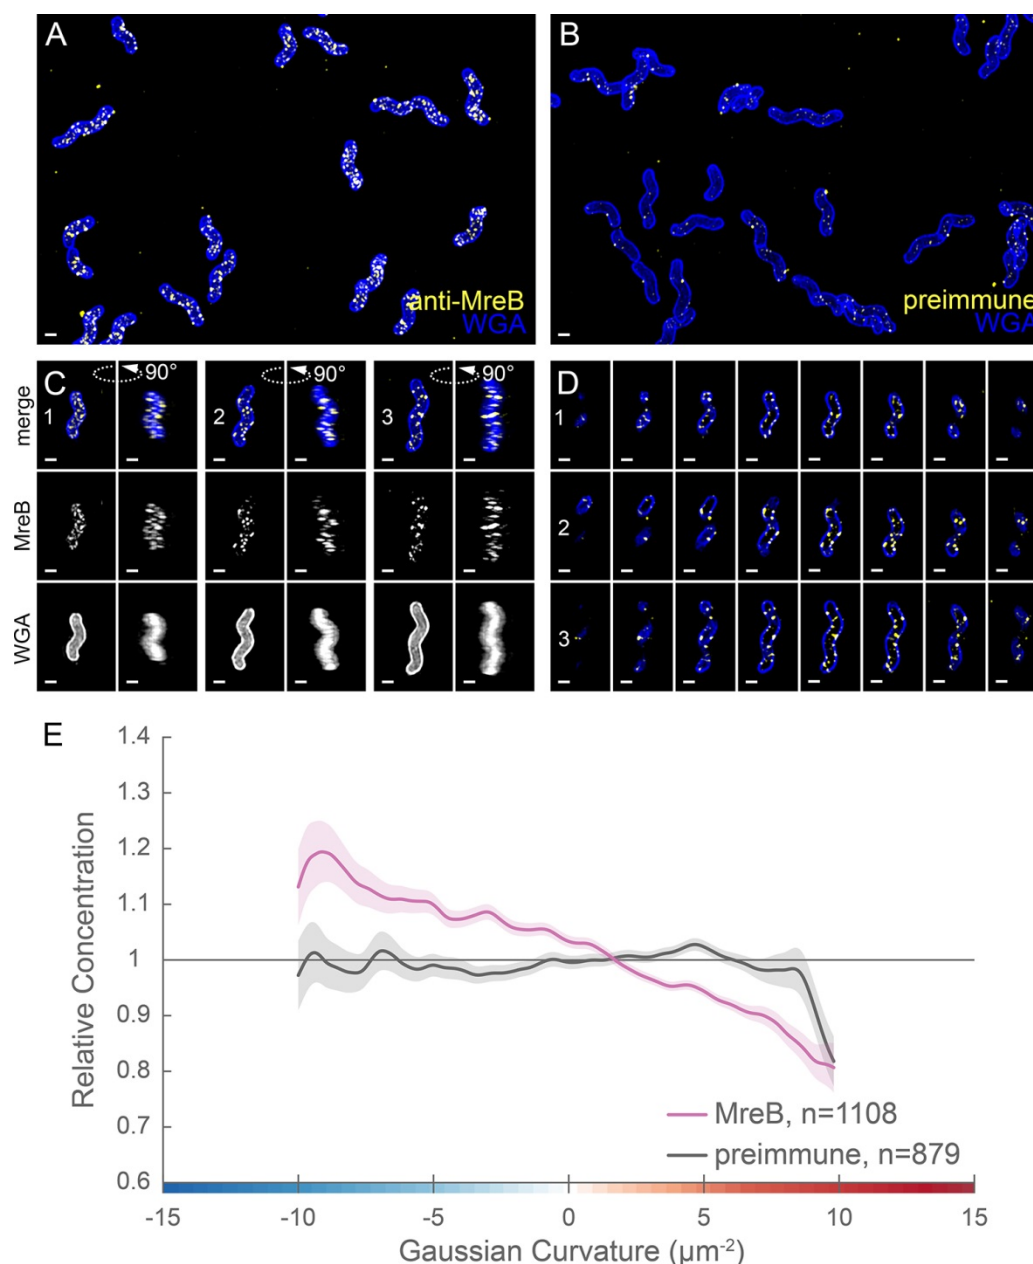 A
anti-MreB
WGA
B
preimmune
WGA
C
90°
90°
90°
1
2
3
merge
MreB
WGA
D
1
2
3
E
1.4
1.3
1.2
1.1
1
0.9
0.8
0.7
0.6
Relative Concentration
MreB, n=1108
preimmune, n=879
-15
-10
-5
0
5
10
15
Gaussian Curvature (µm⁻²)